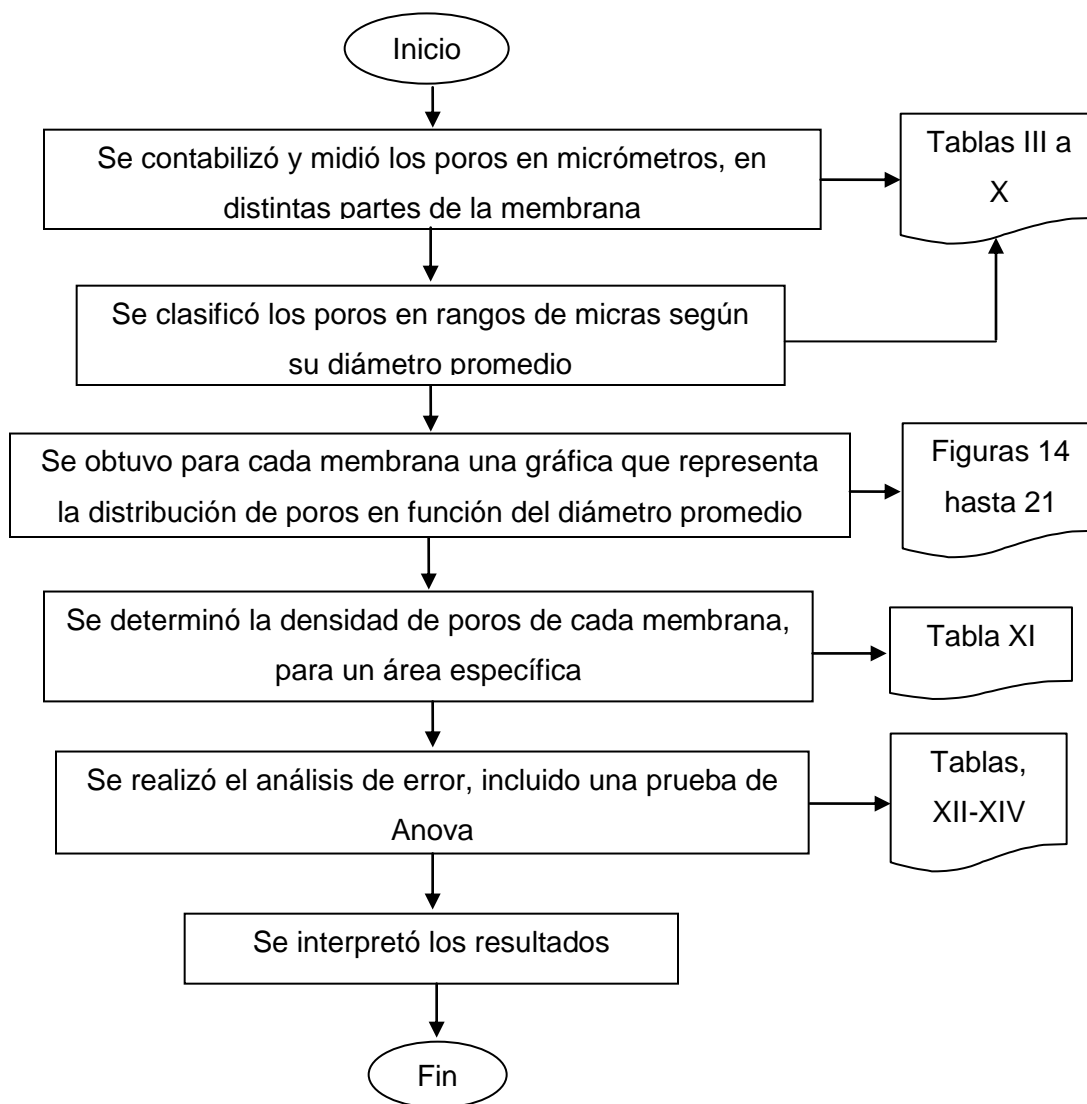 Inicio
Se contabilizó y midió los poros en micrómetros, en
distintas partes de la membrana
Tablas III a
X
Se clasificó los poros en rangos de micras según
su diámetro promedio
Se obtuvo para cada membrana una gráfica que representa
la distribución de poros en función del diámetro promedio
Figuras 14
hasta 21
Se determinó la densidad de poros de cada membrana,
para un área específica
Tabla XI
Se realizó el análisis de error, incluido una prueba de
Anova
Tablas,
XII-XIV
Se interpretó los resultados
Fin